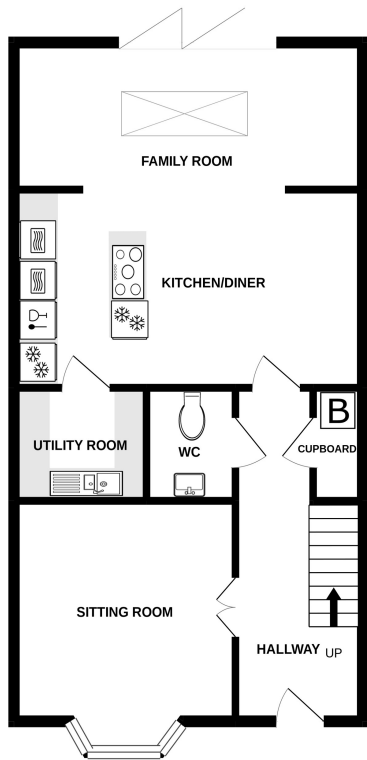 FAMILY ROOM
KITCHEN/DINER
B
UTILITY ROOM
WC
CUPBOARD
SITTING ROOM
HALLWAY
UP